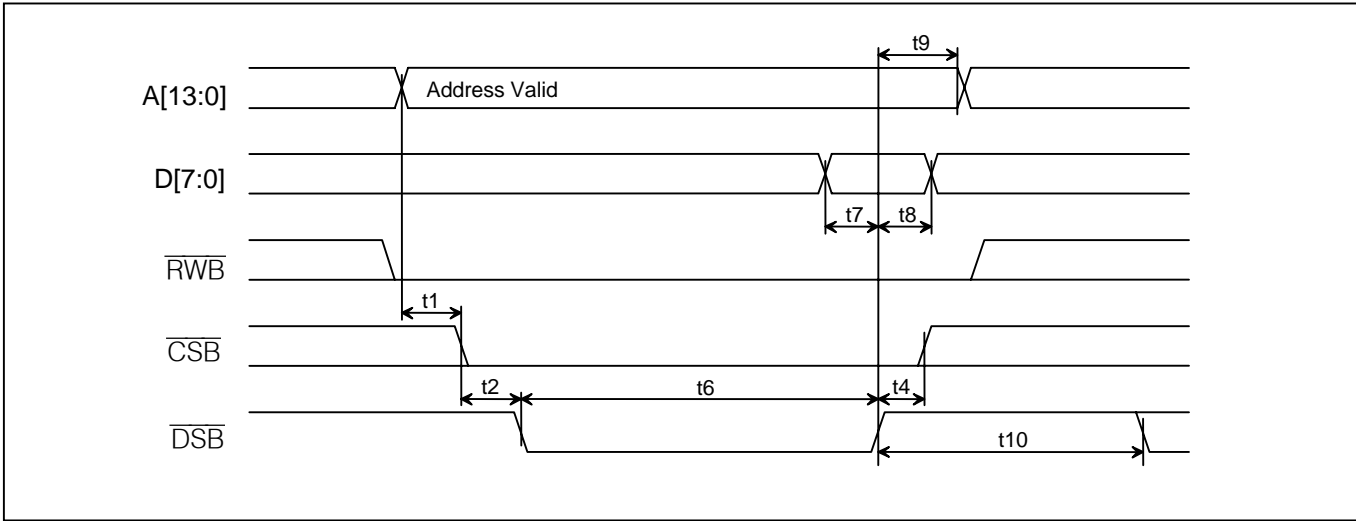 t9
A[13:0] Address Valid
D[7:0]
t7 t8
RWB
t1
CSB
t2 t6 t4
DSB
t10